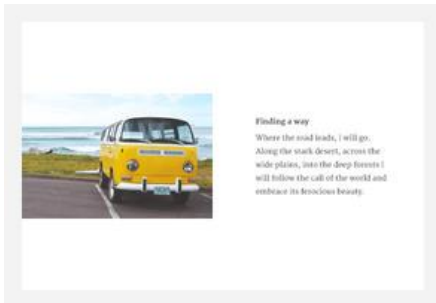 Finding a way
Where the road leads, I will go.
Along the stark desert, across the
wide plains, into the deep forests I
will follow the call of the world and
embrace its ferocious beauty.